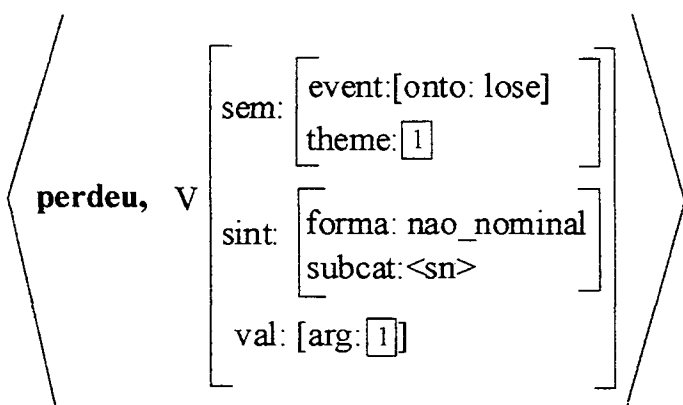 event:[onto: lose]
sem:
theme: 1
perdeu, V
forma: nao_nominal
sint:
subcat:<sn>
val: [arg: 1]